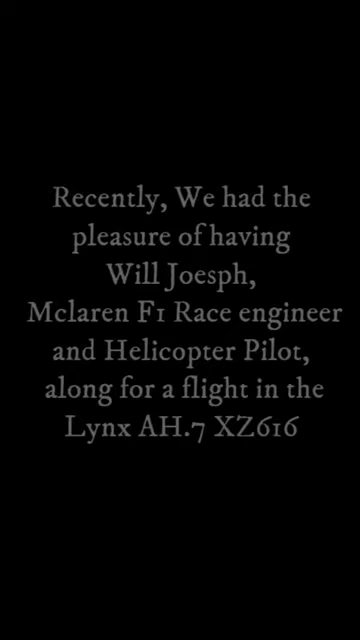 Recently, We had the
pleasure of having
Will Joesph,
Mclaren F1 Race engineer
and Helicopter Pilot,
along for a flight in the
Lynx AH.7 XZ616